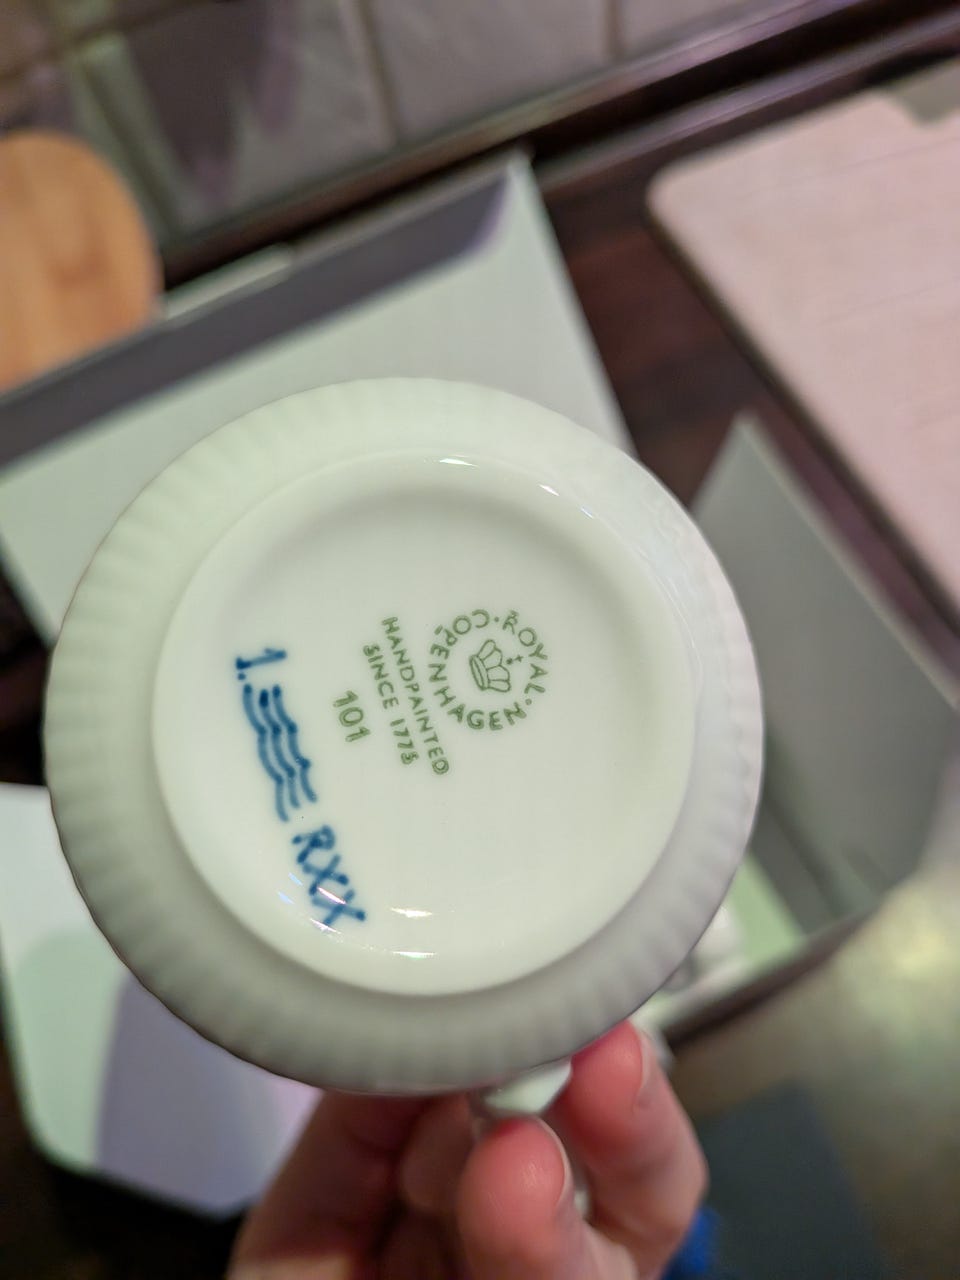 ROYAL. COPENHAGEN.
HANDPAINTED
SINCE 1775
101
1. RXX